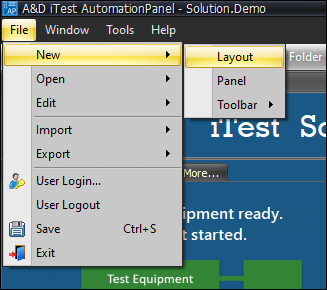 A&D iTest AutomationPanel - Solution.Demo
File Window Tools Help
New
Open
Edit
Import
Export
User Login...
User Logout
Save Ctrl+S
Exit
Layout
Panel
Toolbar
Folder
iTest So
More...
quipment ready.
t started.
Test Equipment